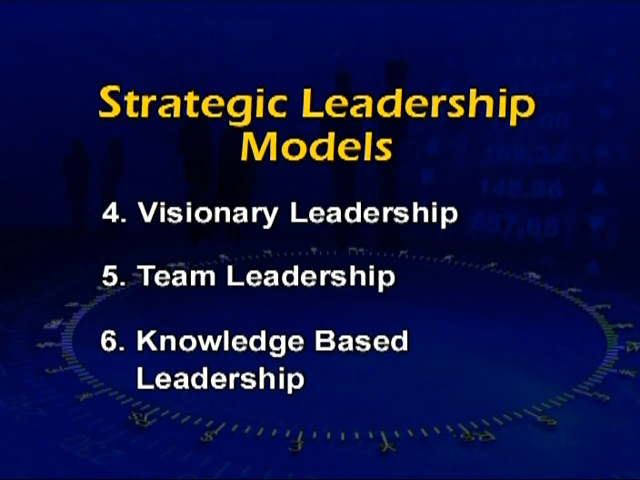 Strategic Leadership
Models
4. Visionary Leadership
5. Team Leadership
6. Knowledge Based
Leadership